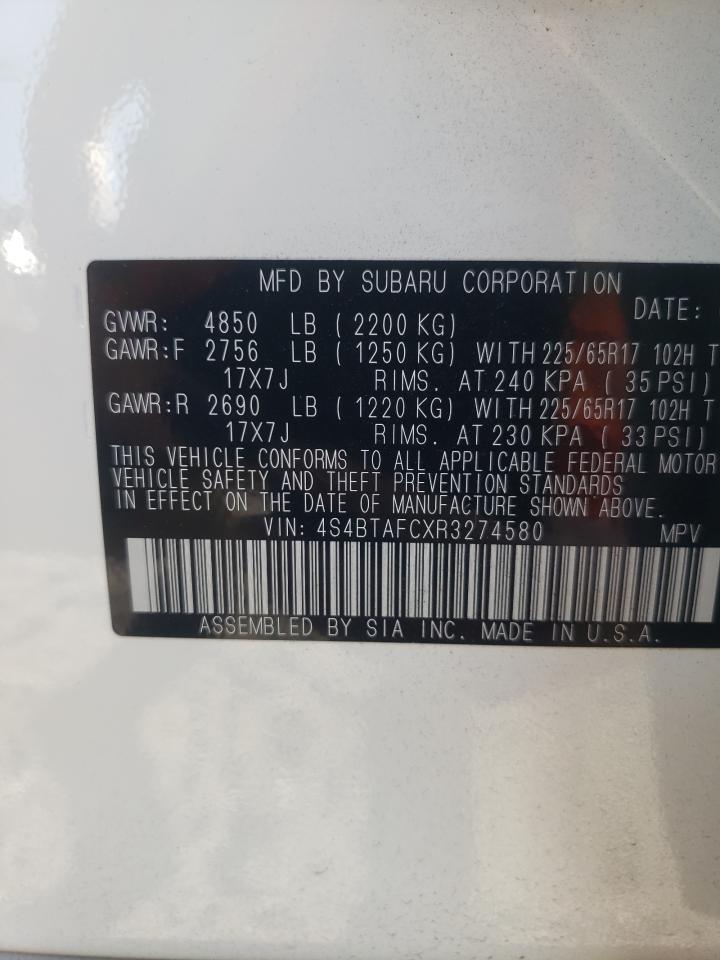 MFD BY SUBARU CORPORATION
DATE:
GVWR: 4850 LB ( 2200 KG)
GAWR:F 2756 LB ( 1250 KG) WITH 225/65R17 102H T
17X7J RIMS. AT 240 KPA ( 35 PSI)
GAWR:R 2690 LB ( 1220 KG) WITH 225/65R17 102H T
17X7J RIMS. AT 230 KPA ( 33 PSI)
THIS VEHICLE CONFORMS TO ALL APPLICABLE FEDERAL MOTOR
VEHICLE SAFETY AND THEFT PREVENTION STANDARDS
IN EFFECT ON THE DATE OF MANUFACTURE SHOWN ABOVE.
VIN: 4S4BTAFCXR3274580 MPV
ASSEMBLED BY SIA INC. MADE IN U.S.A.